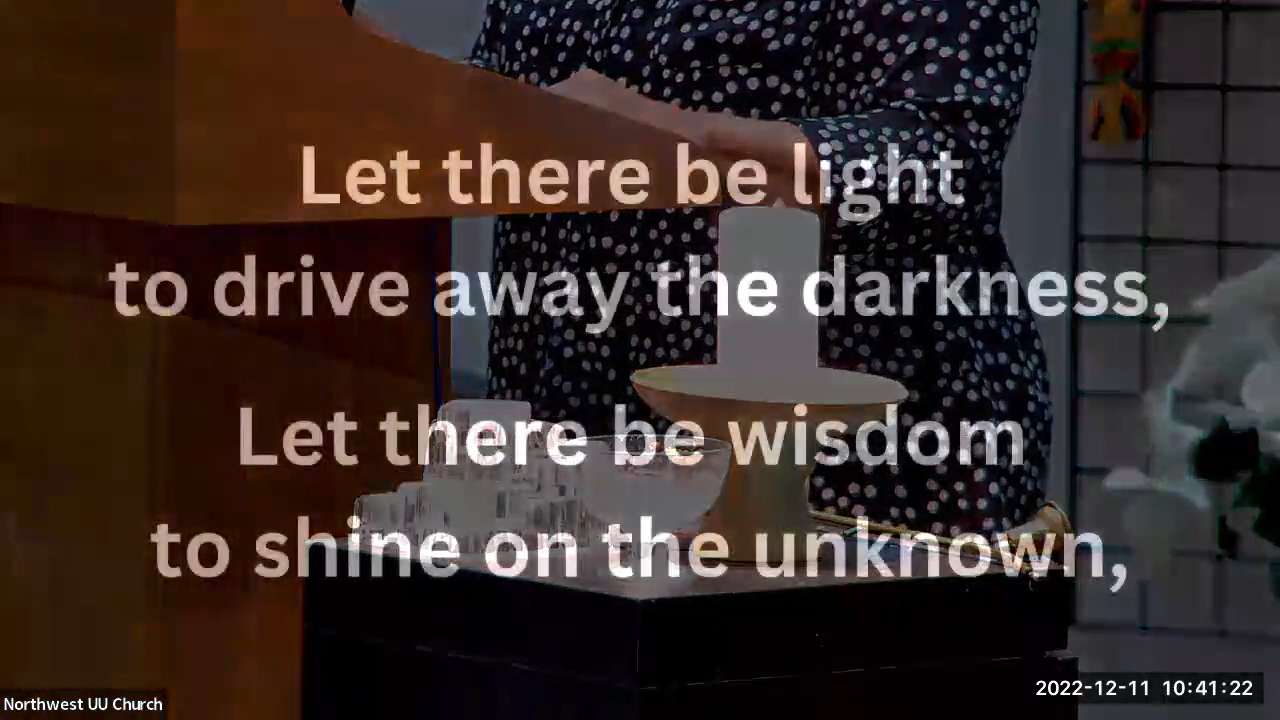 Let there be light
to drive away the darkness,
Let there be wisdom
to shine on the unknown,
Northwest UU Church
2022-12-11 10:41:22